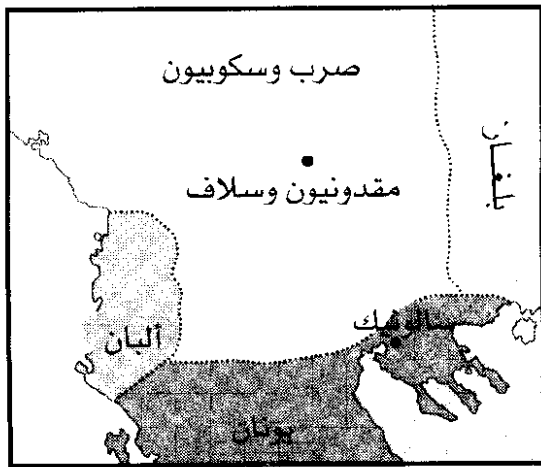 صرب وسكوبيون
مقدونيون وسلاف
سالونيك
ألبان
يونان